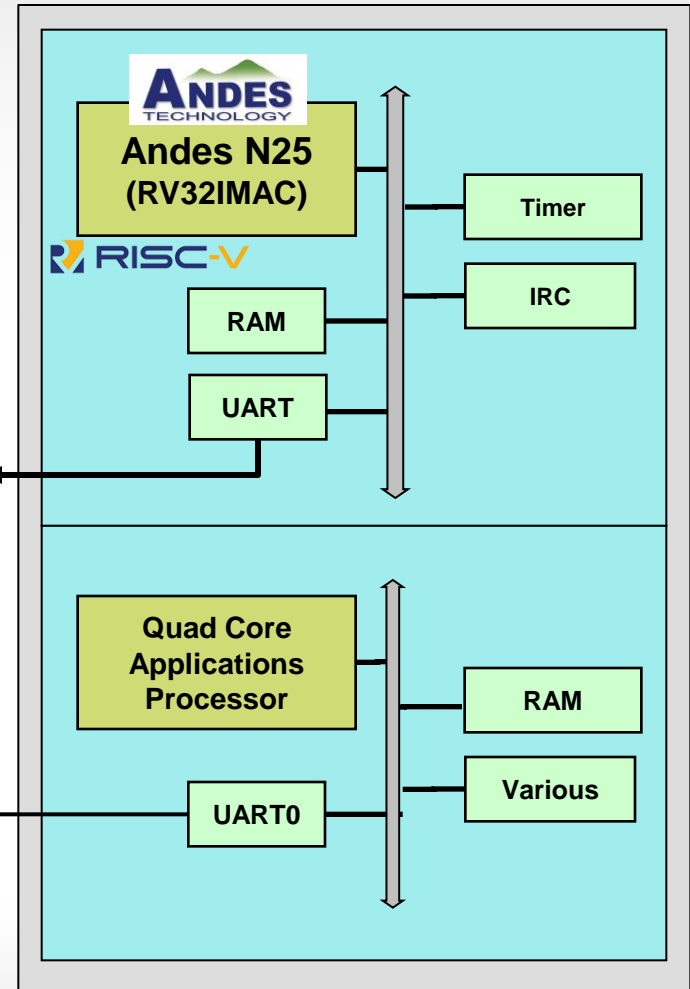 ANDES
TECHNOLOGY
Andes N25
(RV32IMAC)
RISC-V
Timer
IRC
RAM
UART
Quad Core
Applications
Processor
RAM
Various
UART0